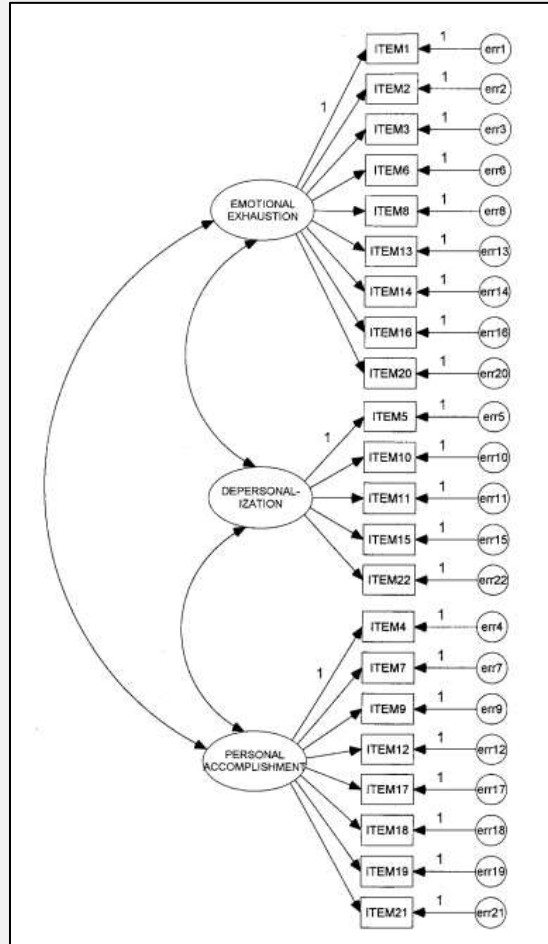 1
ITEM1
1
err1
ITEM2
1
err2
ITEM3
1
err3
ITEM6
1
err6
EMOTIONAL
EXHAUSTION
ITEM8
1
err8
ITEM13
1
err13
ITEM14
1
err14
ITEM16
1
err16
ITEM20
1
err20
1
ITEM5
1
err5
ITEM10
1
err10
DEPERSONAL-
IZATION
ITEM11
1
err11
ITEM15
1
err15
ITEM22
1
err22
1
ITEM4
1
err4
ITEM7
1
err7
ITEM9
1
err9
PERSONAL
ACCOMPLISHMENT
ITEM12
1
err12
ITEM17
1
err17
ITEM18
1
err18
ITEM19
1
err19
ITEM21
1
err21